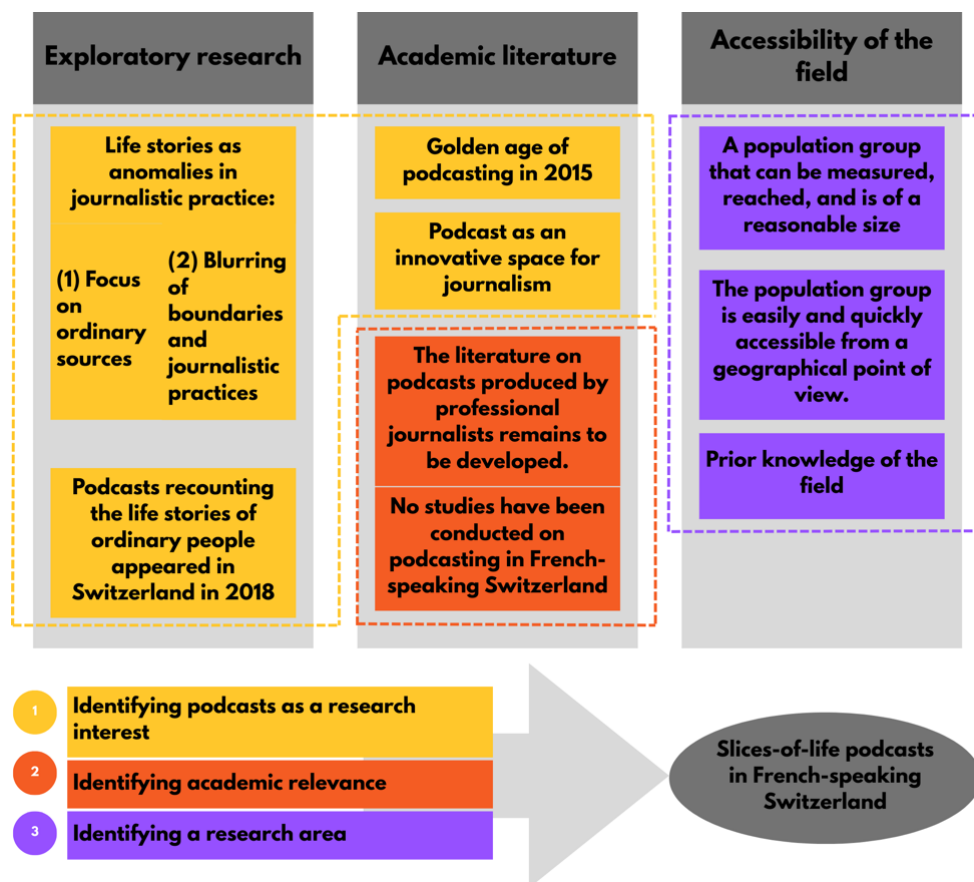 Exploratory research
Life stories as
anomalies in
journalistic practice:
(1) Focus
on
ordinary
sources
(2) Blurring
of
boundaries
and
journalistic
practices
Podcasts recounting
the life stories of
ordinary people
appeared in
Switzerland in 2018
Academic literature
Golden age of
podcasting in 2015
Podcast as an
innovative space for
journalism
The literature on
podcasts produced by
professional
journalists remains to
be developed.
No studies have been
conducted on
podcasting in French-
speaking Switzerland
Accessibility of the
field
A population group
that can be measured,
reached, and is of a
reasonable size
The population group
is easily and quickly
accessible from a
geographical point of
view.
Prior knowledge of the
field
1
Identifying podcasts as a research
interest
2
Identifying academic relevance
3
Identifying a research area
Slices-of-life podcasts
in French-speaking
Switzerland